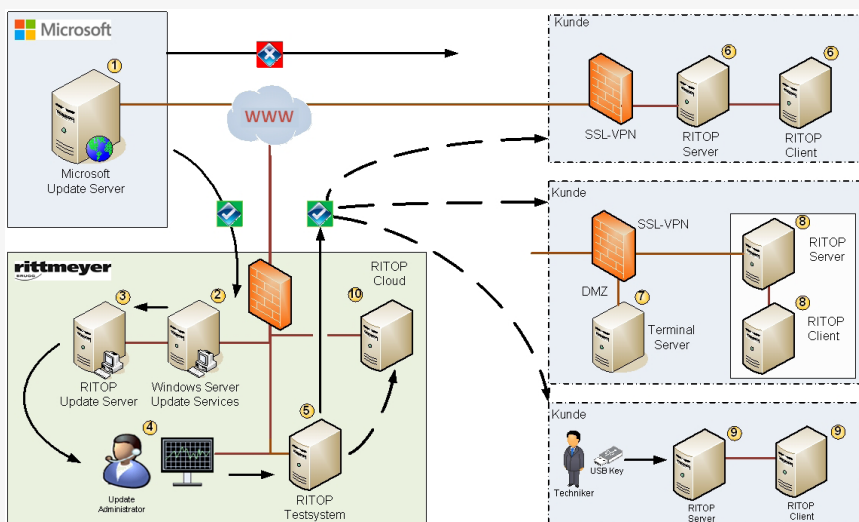 Microsoft
1
Microsoft
Update Server
www
Kunde
SSL-VPN
6
RITOP
Server
6
RITOP
Client
Kunde
SSL-VPN
DMZ
7
Terminal
Server
8
RITOP
Server
8
RITOP
Client
Kunde
Techniker
USB Key
9
RITOP
Server
9
RITOP
Client
rittmeyer
BRUGG
RITOP
Cloud
10
3
RITOP
Update Server
2
Windows Server
Update Services
4
Update
Administrator
5
RITOP
Testsystem